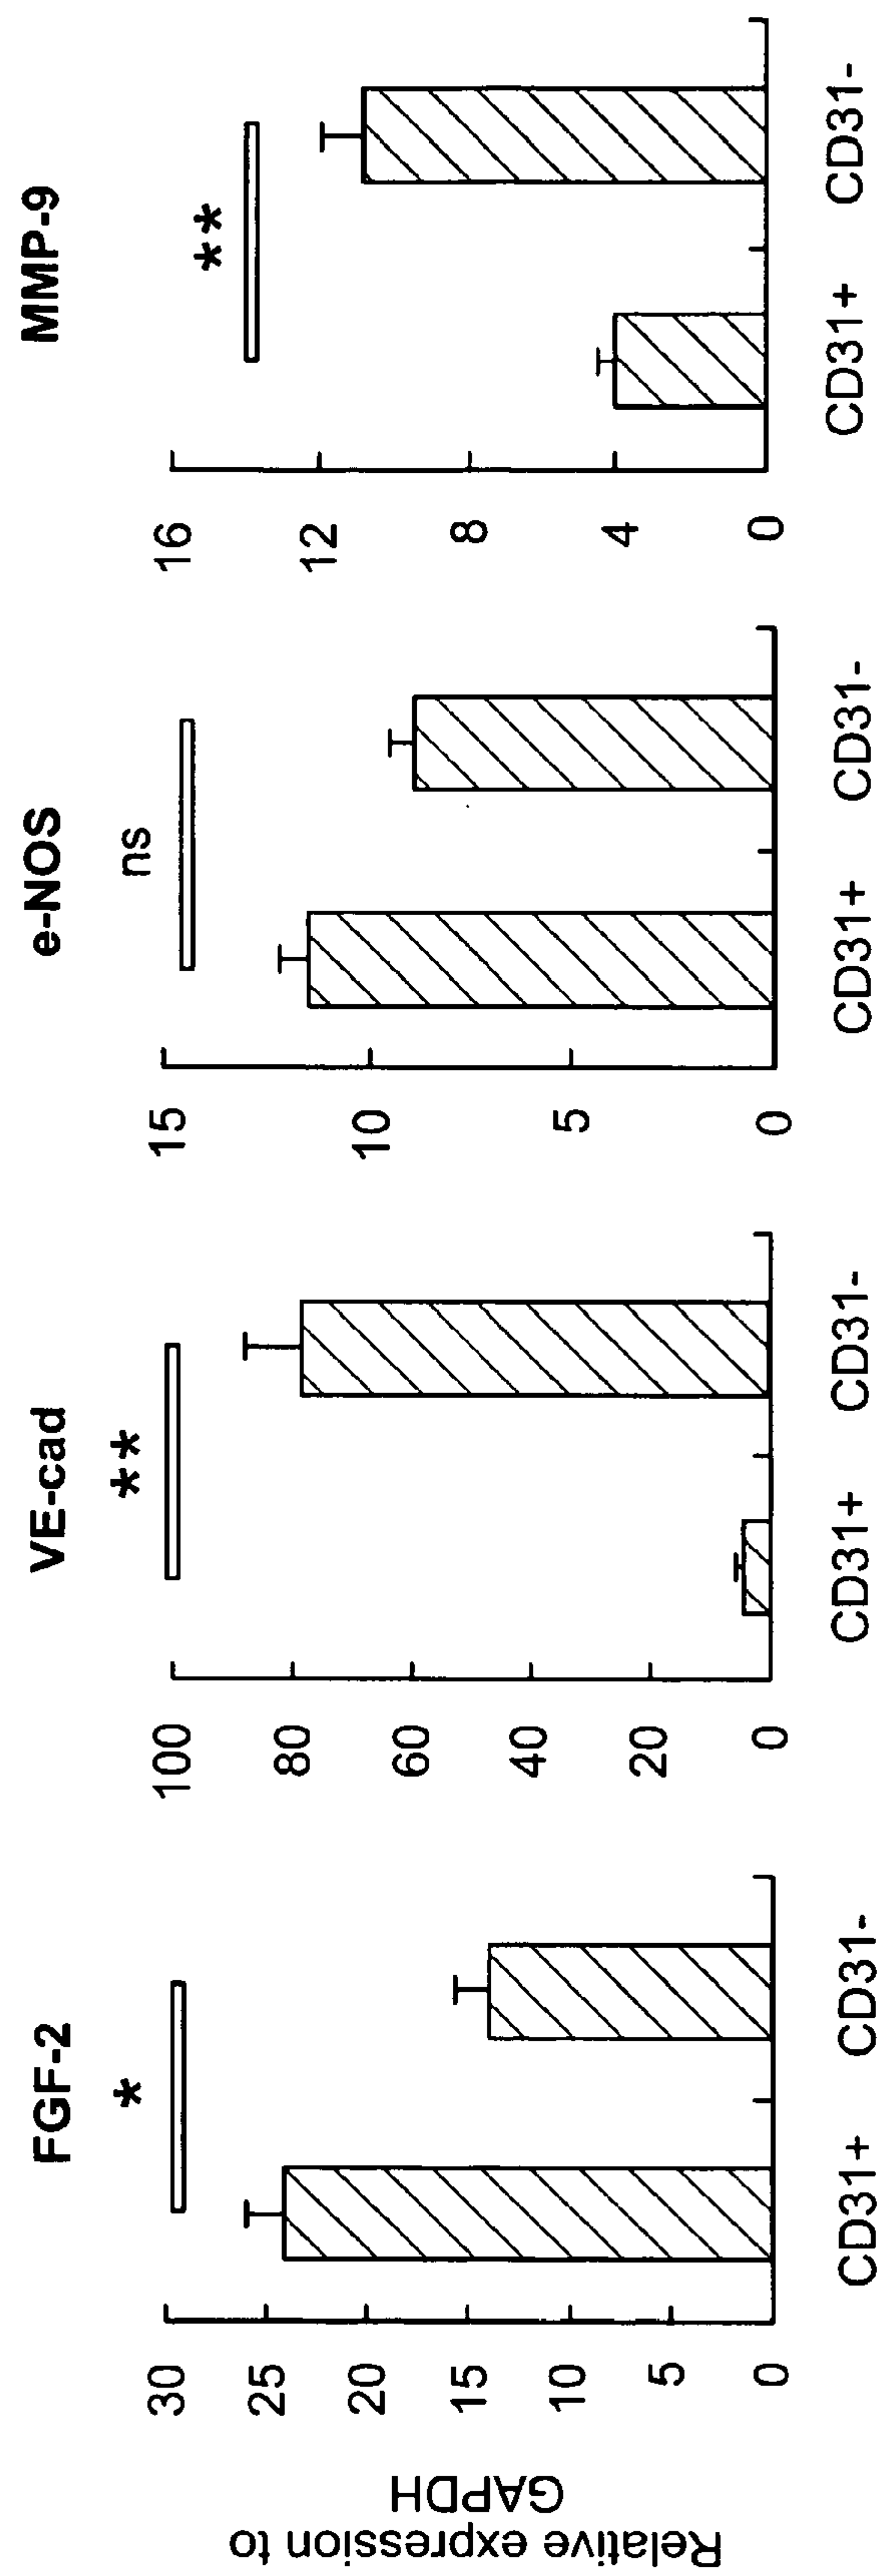 Relative expression to
GAPDH
FGF-2
*
30
25
20
15
10
5
0
CD31+ CD31-
VE-cad
**
100
80
60
40
20
0
CD31+ CD31-
e-NOS
ns
15
10
5
0
CD31+ CD31-
MMP-9
**
16
12
8
4
0
CD31+ CD31-